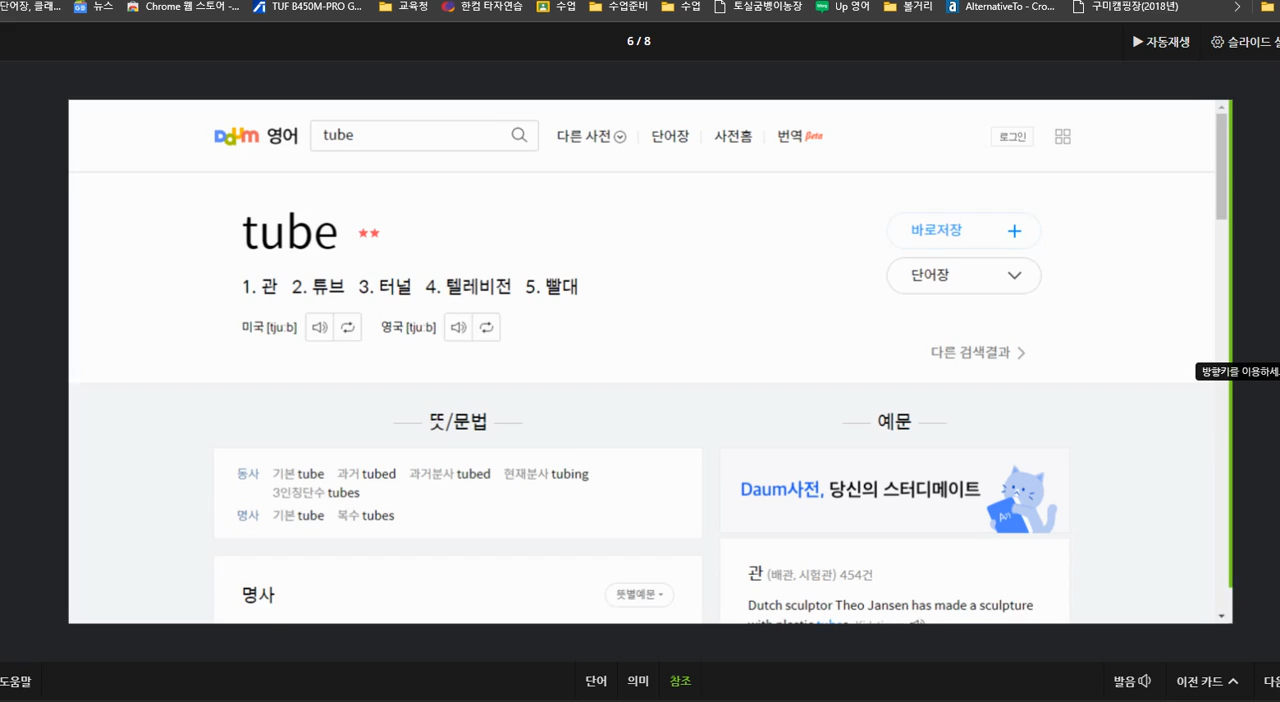 단어장, 클래... 뉴스 Chrome 웹 스토어 -... TUF B450M-PRO G... 교육청 한컴 타자연습 수업 수업준비 수업 토실궁뱅이농장 Up 영어 볼거리 AlternativeTo - Cro... 구미캠핑장(2018년)
6 / 8 자동재생 슬라이드
Daum 영어 tube 다른 사전 단어장 사전홈 번역 Beta 로그인
tube
바로저장
1. 관 2. 튜브 3. 터널 4. 텔레비전 5. 빨대
단어장
미국 [tju b] 영국 [tju b]
다른 검색결과
방향키를 이용하세
뜻/문법 예문
동사 기본 tube 과거 tubed 과거분사 tubed 현재분사 tubing
3인칭단수 tubes
명사 기본 tube 복수 tubes
Daum사전, 당신의 스터디메이트
An
명사 뜻별예문
관 (배관, 시험관) 454건
Dutch sculptor Theo Jansen has made a sculpture
with plastic
도움말 단어 의미 참조 발음 이전 카드 다음